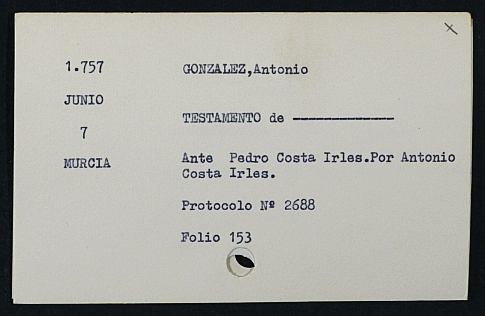 1.757
JUNIO
7
MURCIA
GONZALEZ,Antonio
TESTAMENTO de -------------
Ante Pedro Costa Irles.Por Antonio
Costa Irles.
Protocolo Nº 2688
Folio 153